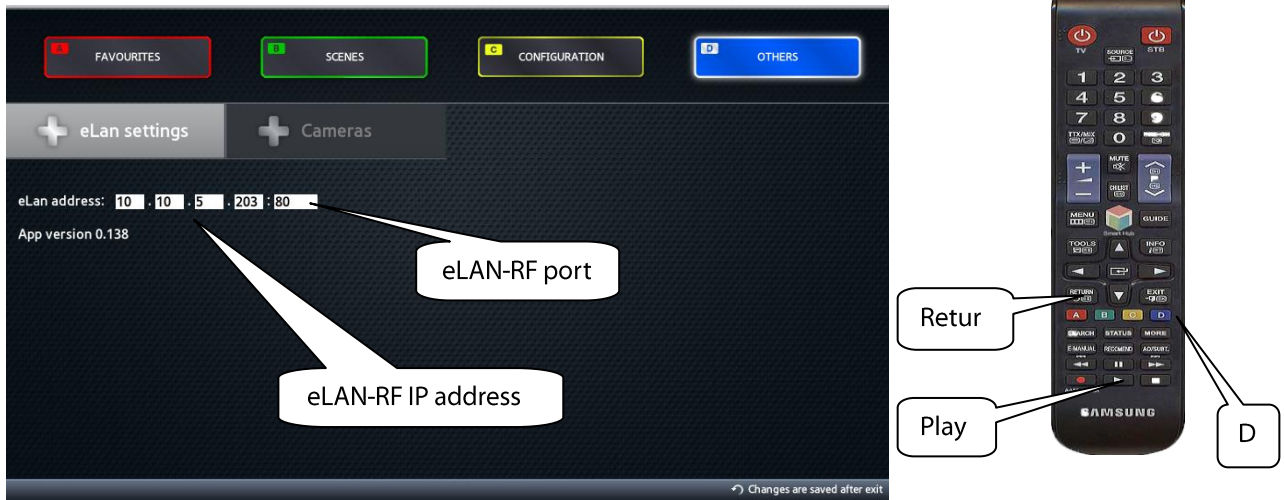 A FAVOURITES
B SCENES
C CONFIGURATION
D OTHERS
eLan settings
Cameras
eLan address: 10 . 10 . 5 . 203 : 80
App version 0.138
eLAN-RF port
eLAN-RF IP address
Changes are saved after exit
TV
SOURCE
STB
1 2 3
4 5 6
7 8 9
TTX/MIX
0
MUTE
CH LIST
MENU
GUIDE
Smart Hub
TOOLS
INFO
RETURN
EXIT
A B C D
SEARCH STATUS MORE
E-MANUAL RECOMEND AD/SUBT.
SAMSUNG
Retur
Play
D